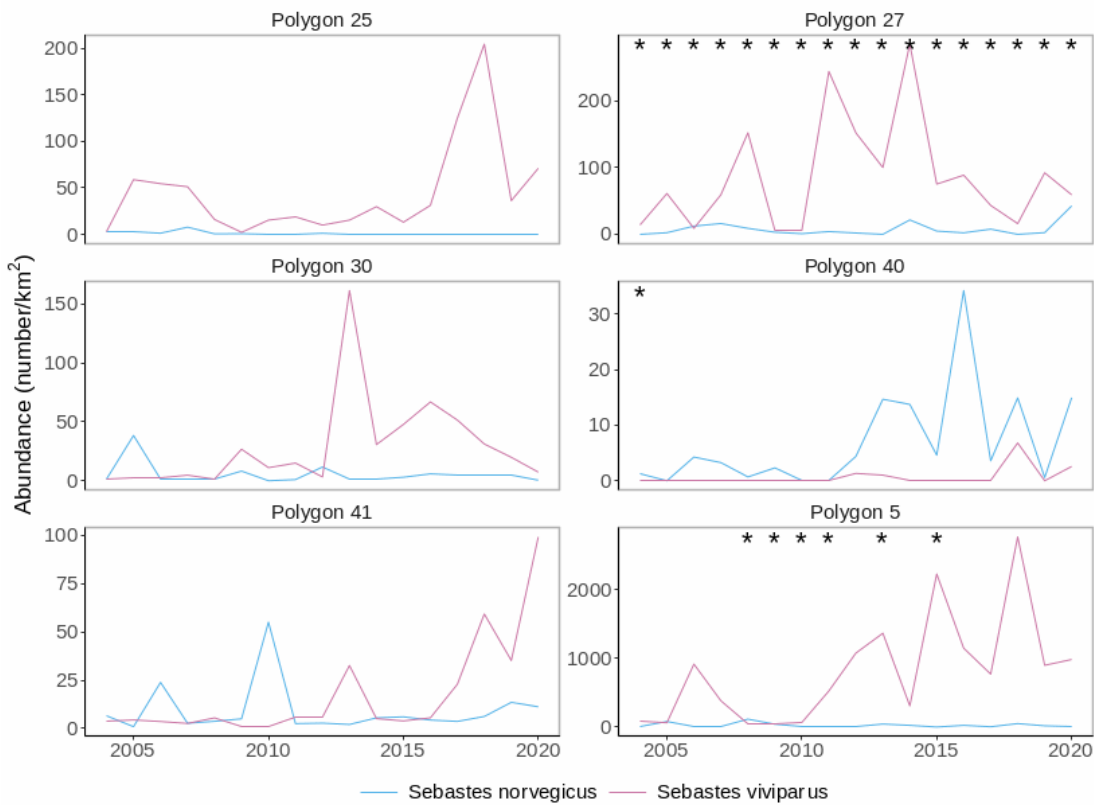 Polygon 25
Polygon 27
200
150
100
50
0
* * * * * * * * * * * * * * * * *
200
100
0
Polygon 30
Polygon 40
150
100
50
0
*
30
20
10
0
Abundance (number/km²)
Polygon 41
Polygon 5
100
75
50
25
0
* * * * * *
2000
1000
0
2005 2010 2015 2020
2005 2010 2015 2020
Sebastes norvegicus Sebastes viviparus